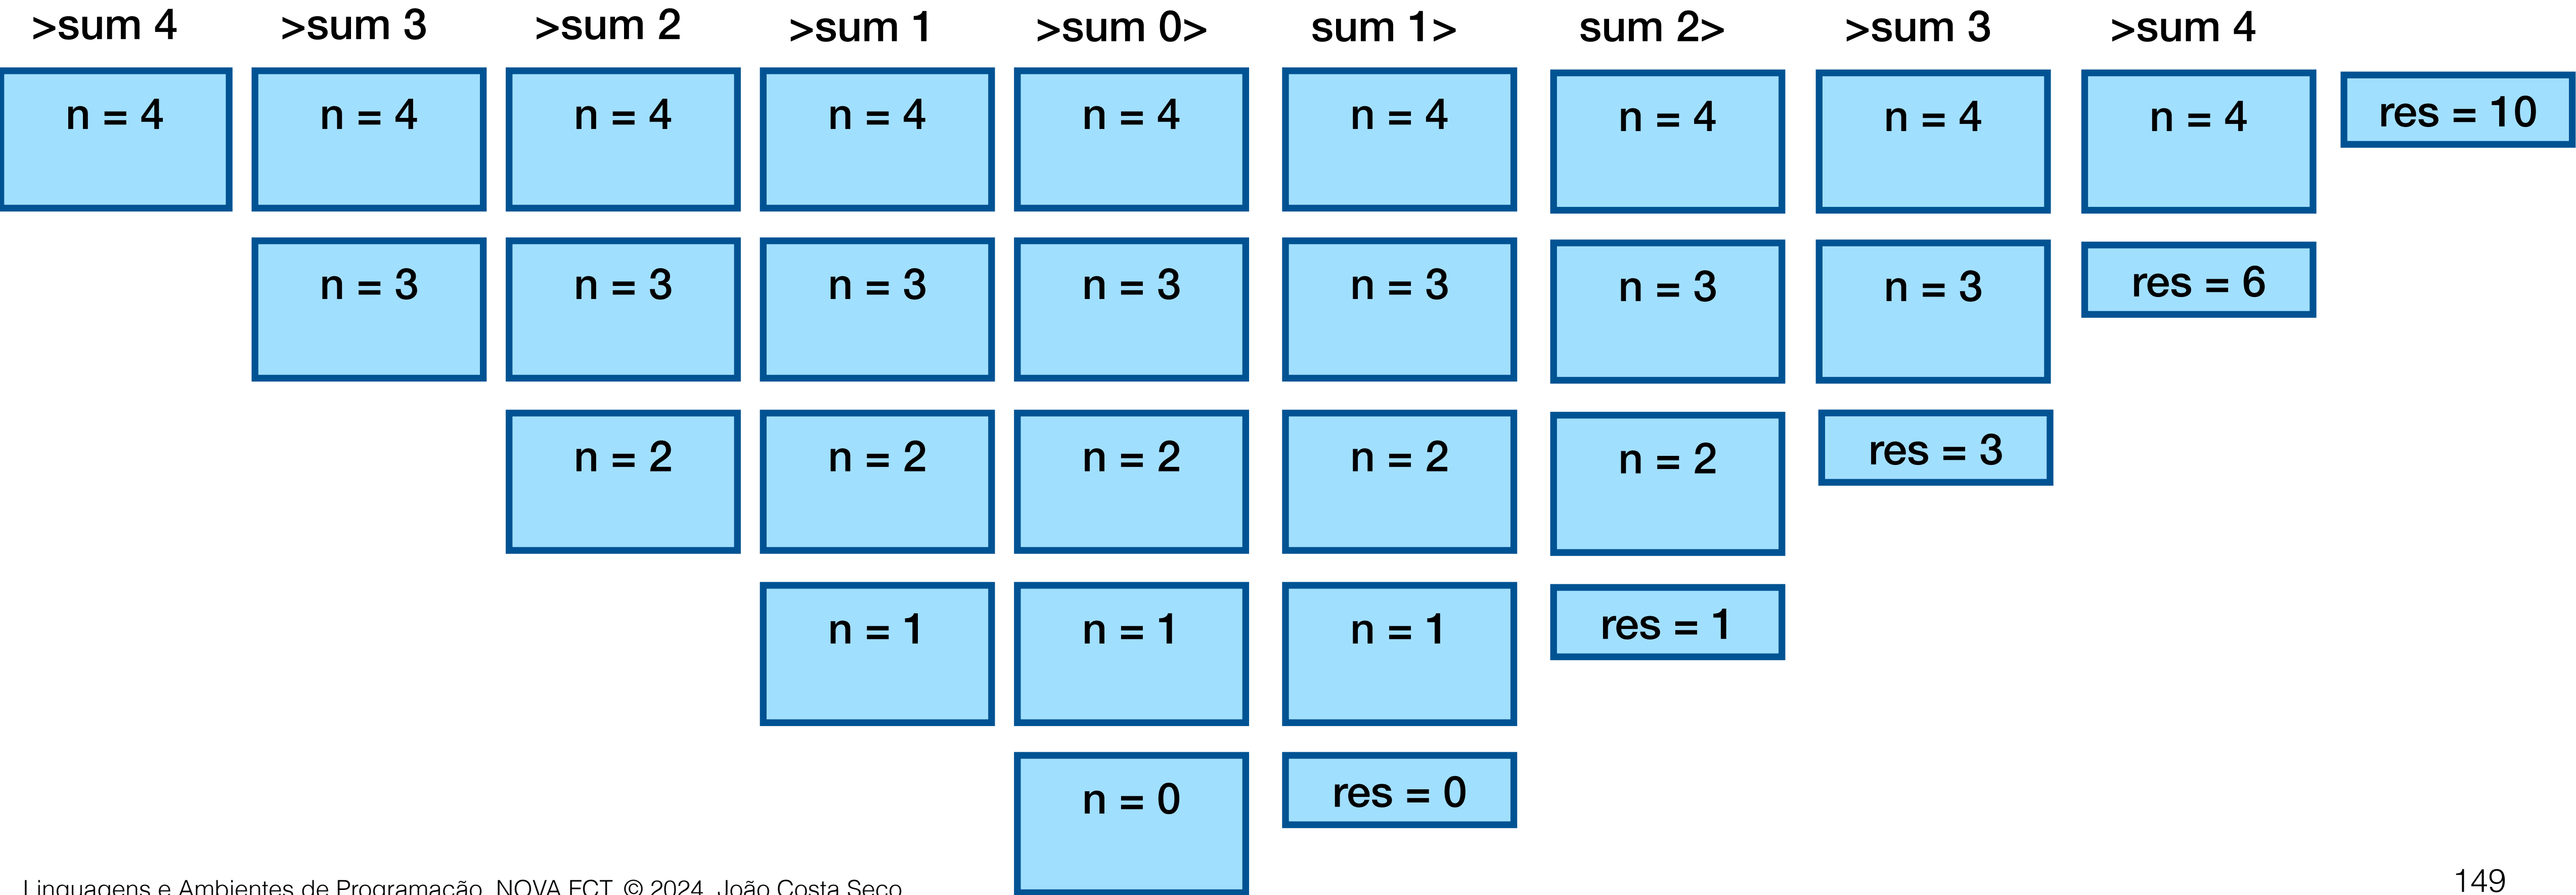 >sum 4 >sum 3 >sum 2 >sum 1 >sum 0> sum 1> sum 2> >sum 3 >sum 4
n = 4 n = 4 n = 4 n = 4 n = 4 n = 4 n = 4 n = 4 n = 4 res = 10
n = 3 n = 3 n = 3 n = 3 n = 3 n = 3 n = 3 res = 6
n = 2 n = 2 n = 2 n = 2 n = 2 res = 3
n = 1 n = 1 n = 1 res = 1
n = 0 res = 0
Linguagens e Ambientes de Programação, NOVA FCT, © 2024, João Costa Seco 149